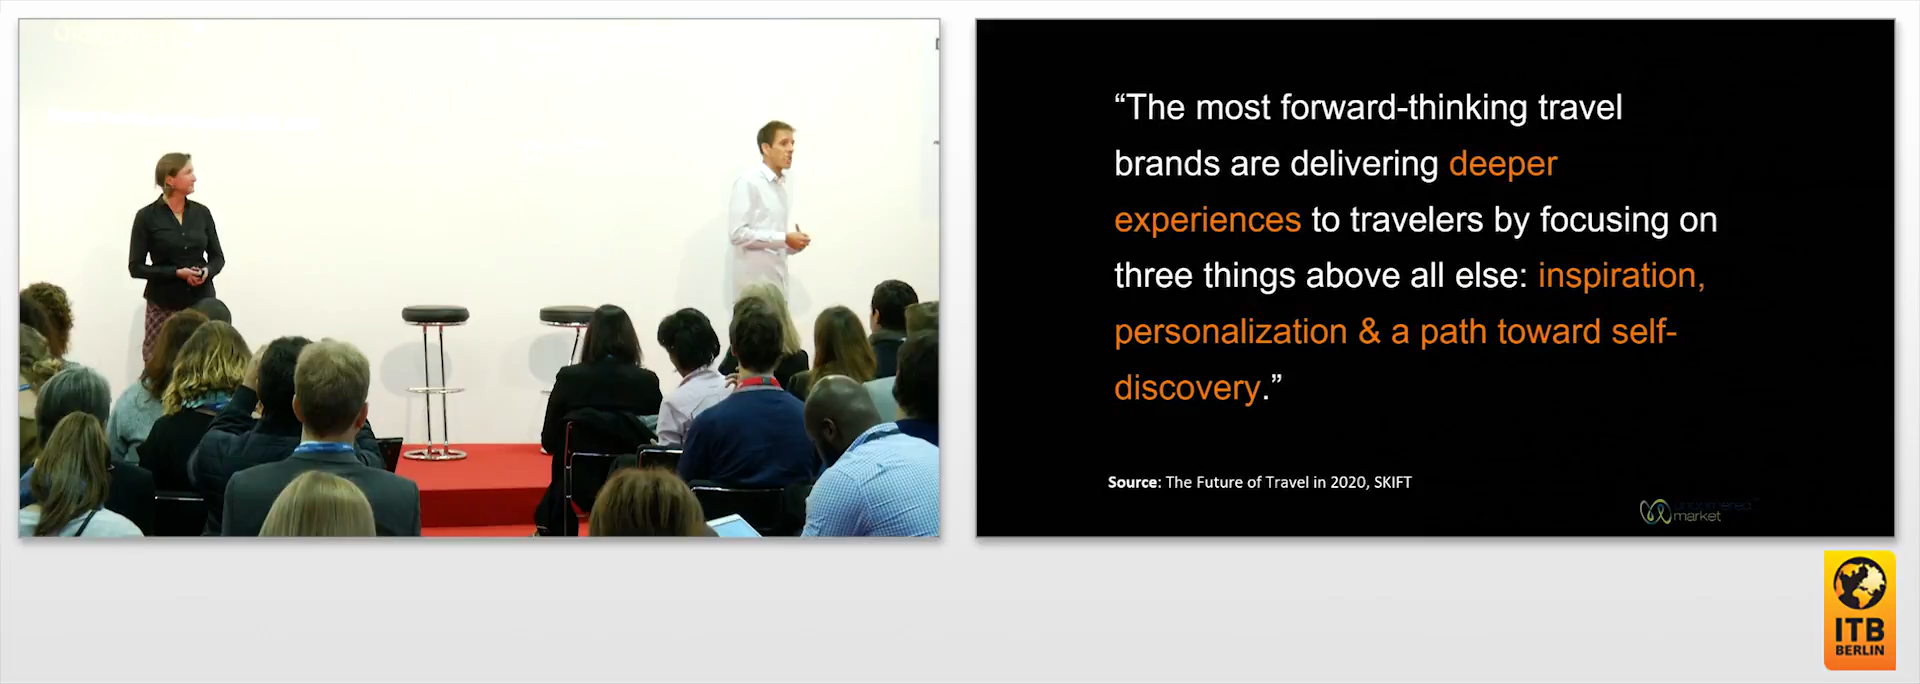 “The most forward-thinking travel
brands are delivering deeper
experiences to travelers by focusing on
three things above all else: inspiration,
personalization & a path toward self-
discovery.”
Source: The Future of Travel in 2020, SKIFT
market
ITB
BERLIN